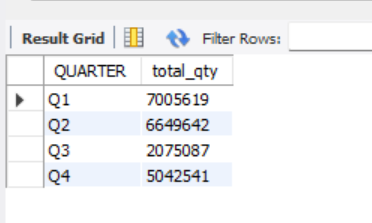 Result Grid Filter Rows:
QUARTER total_qty
Q1 7005619
Q2 6649642
Q3 2075087
Q4 5042541